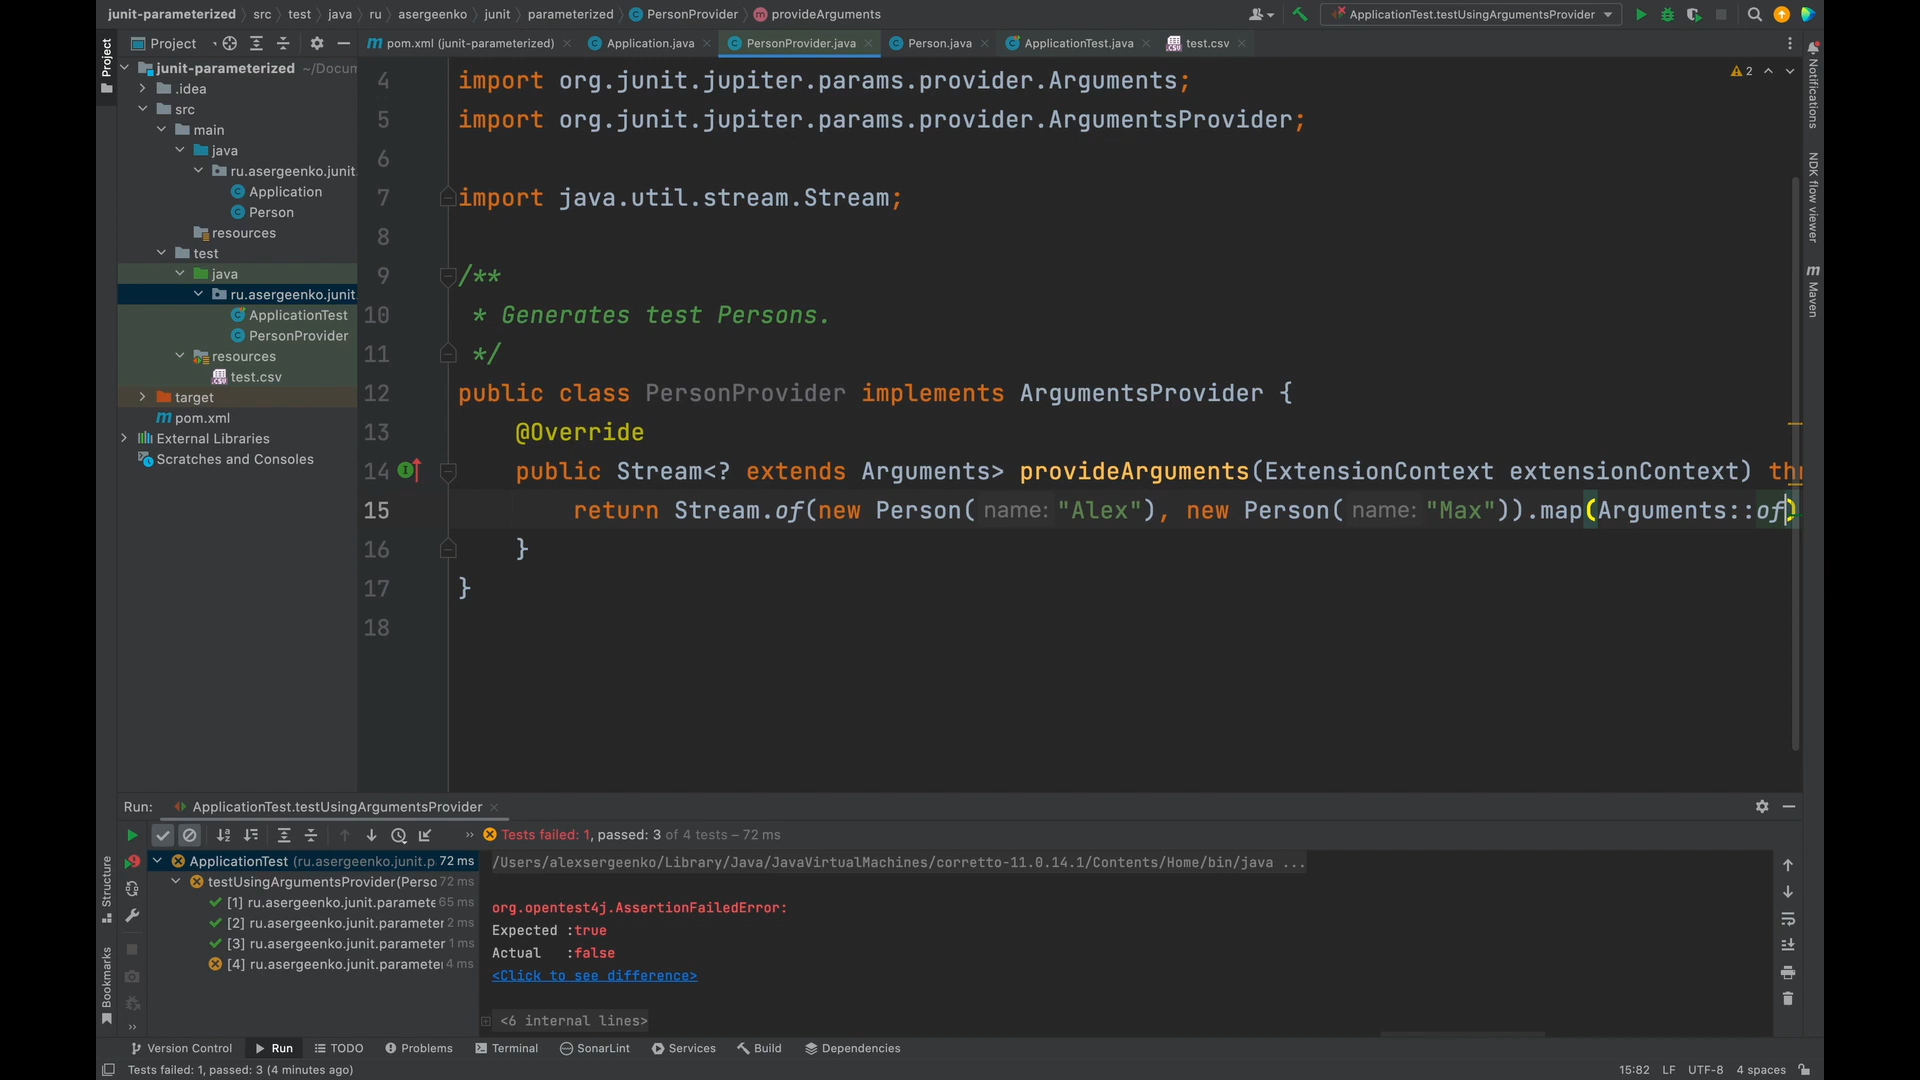 junit-parameterized src test java ru asergeenko junit parameterized PersonProvider provideArguments ApplicationTest.testUsingArgumentsProvider
Project pom.xml (junit-parameterized) Application.java PersonProvider.java Person.java ApplicationTest.java test.csv
Project
junit-parameterized ~/Docum
.idea
src
main
java
ru.asergeenko.junit.
Application
Person
resources
test
java
ru.asergeenko.junit.
ApplicationTest
PersonProvider
resources
test.csv
target
pom.xml
External Libraries
Scratches and Consoles
2
4 import org.junit.jupiter.params.provider.Arguments;
5 import org.junit.jupiter.params.provider.ArgumentsProvider;
6
7 import java.util.stream.Stream;
8
9 /**
10 * Generates test Persons.
11 */
12 public class PersonProvider implements ArgumentsProvider {
13 @Override
14 public Stream<? extends Arguments> provideArguments(ExtensionContext extensionContext) thr
15 return Stream.of(new Person( name: "Alex"), new Person( name: "Max")).map(Arguments::of)
16 }
17 }
18
Notifications
NDK flow viewer
Maven
Run: ApplicationTest.testUsingArgumentsProvider
Tests failed: 1, passed: 3 of 4 tests – 72 ms
ApplicationTest (ru.asergeenko.junit.p 72 ms
testUsingArgumentsProvider(Perso 72 ms
[1] ru.asergeenko.junit.paramete 65 ms
[2] ru.asergeenko.junit.parameter 2 ms
[3] ru.asergeenko.junit.parameter 1 ms
[4] ru.asergeenko.junit.parameter 4 ms
/Users/alexsergeenko/Library/Java/JavaVirtualMachines/corretto-11.0.14.1/Contents/Home/bin/java ...
org.opentest4j.AssertionFailedError:
Expected :true
Actual :false
<Click to see difference>
<6 internal lines>
Structure
Bookmarks
Version Control Run TODO Problems Terminal SonarLint Services Build Dependencies
Tests failed: 1, passed: 3 (4 minutes ago) 15:82 LF UTF-8 4 spaces